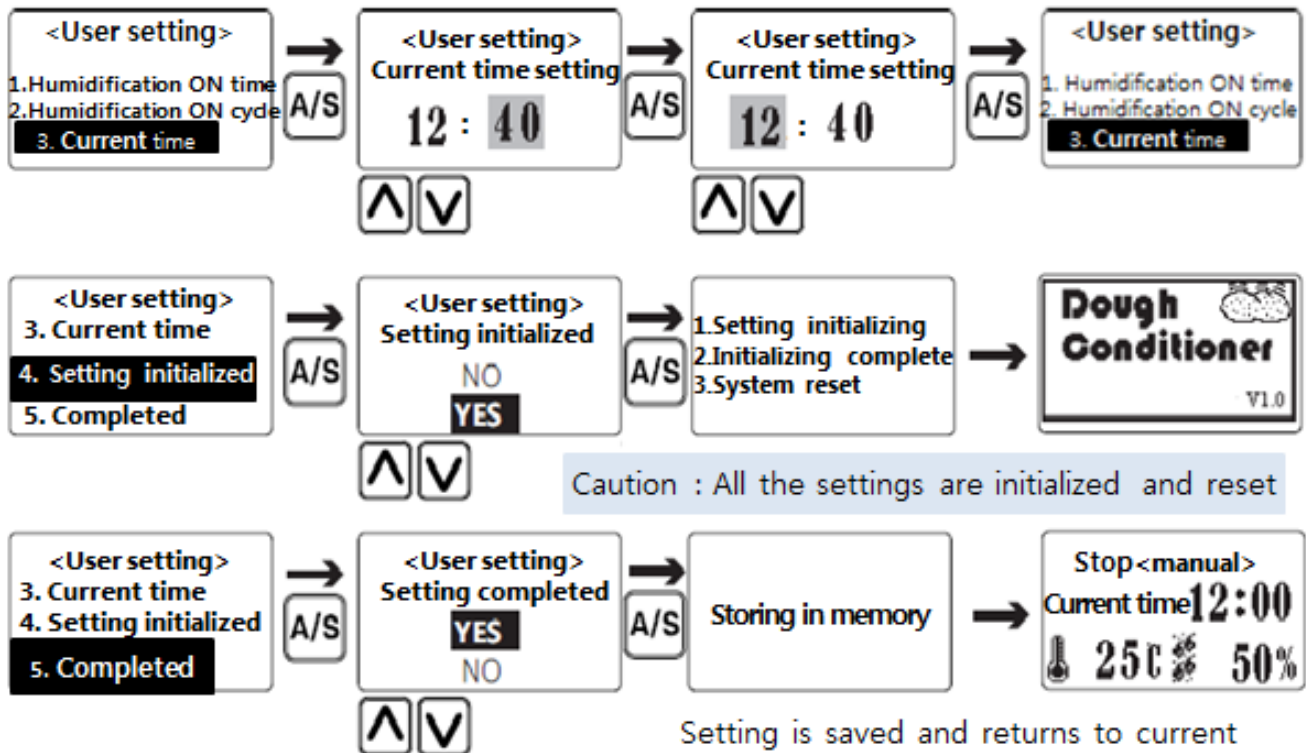 <User setting>
1.Humidification ON time
2.Humidification ON cycle
3. Current time
A/S
<User setting>
Current time setting
12 : 40
A/S
<User setting>
Current time setting
12 : 40
A/S
<User setting>
1. Humidification ON time
2. Humidification ON cycle
3. Current time
<User setting>
3. Current time
4. Setting initialized
5. Completed
A/S
<User setting>
Setting initialized
NO
YES
A/S
1.Setting initializing
2.Initializing complete
3.System reset
Dough
Conditioner
V1.0
Caution : All the settings are initialized and reset
<User setting>
3. Current time
4. Setting initialized
5. Completed
A/S
<User setting>
Setting completed
YES
NO
A/S
Storing in memory
Stop<manual>
Current time12:00
25℃ 50%
Setting is saved and returns to current